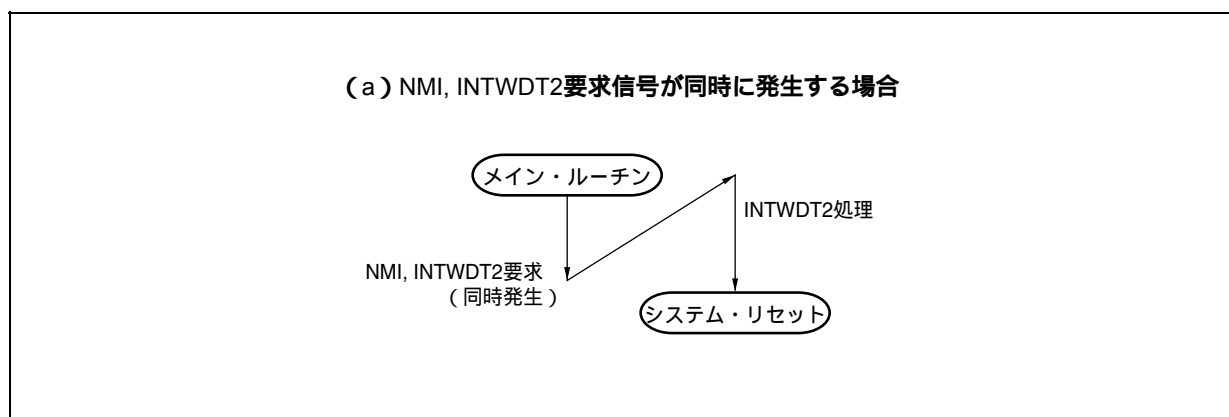 （a）NMI, INTWDT2要求信号が同時に発生する場合
メイン・ルーチン
INTWDT2処理
NMI, INTWDT2要求
（同時発生）
システム・リセット